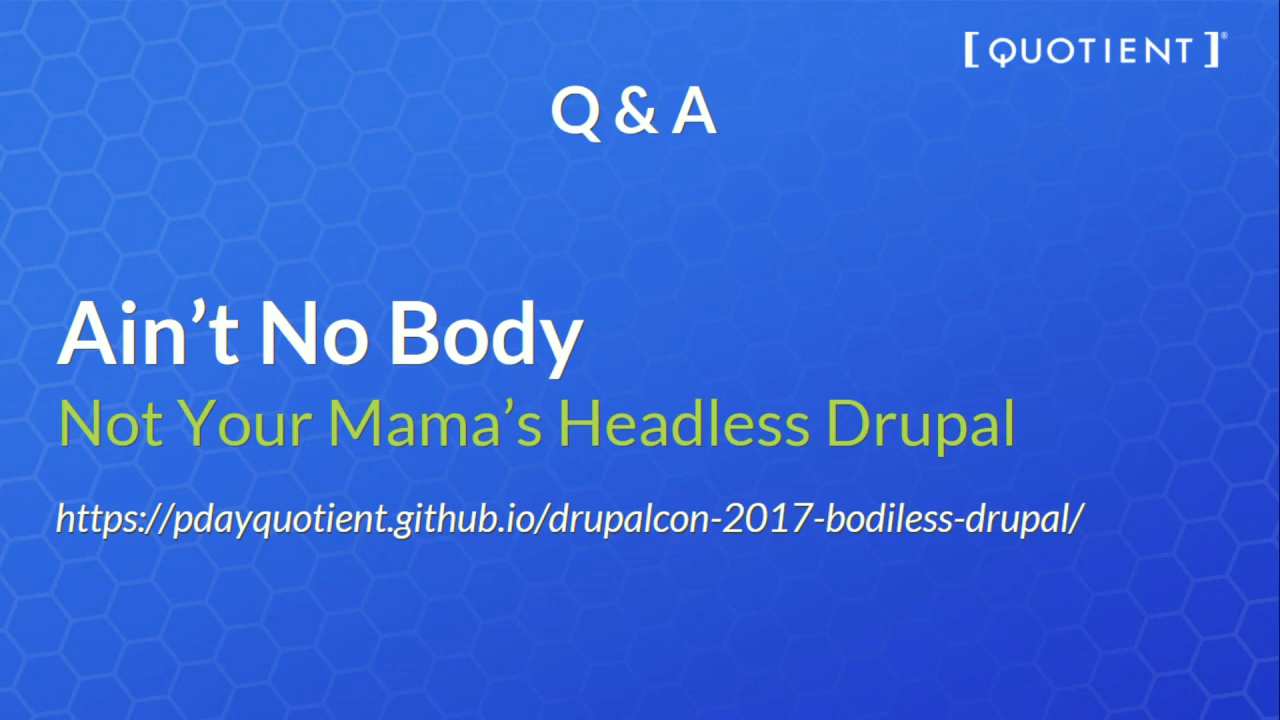 [ QUOTIENT ]®
Q & A
Ain’t No Body
Not Your Mama’s Headless Drupal
https://pdayquotient.github.io/drupalcon-2017-bodiless-drupal/